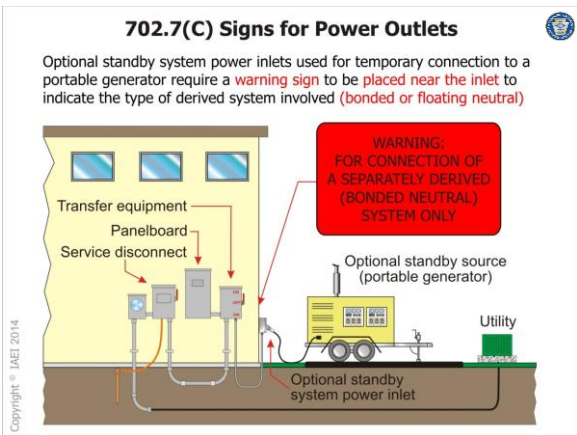 702.7(C) Signs for Power Outlets
Optional standby system power inlets used for temporary connection to a
portable generator require a warning sign to be placed near the inlet to
indicate the type of derived system involved (bonded or floating neutral)
WARNING:
FOR CONNECTION OF
A SEPARATELY DERIVED
(BONDED NEUTRAL)
SYSTEM ONLY
Transfer equipment
Panelboard
Service disconnect
Optional standby source
(portable generator)
Utility
Optional standby
system power inlet
Copyright © IAEI 2014